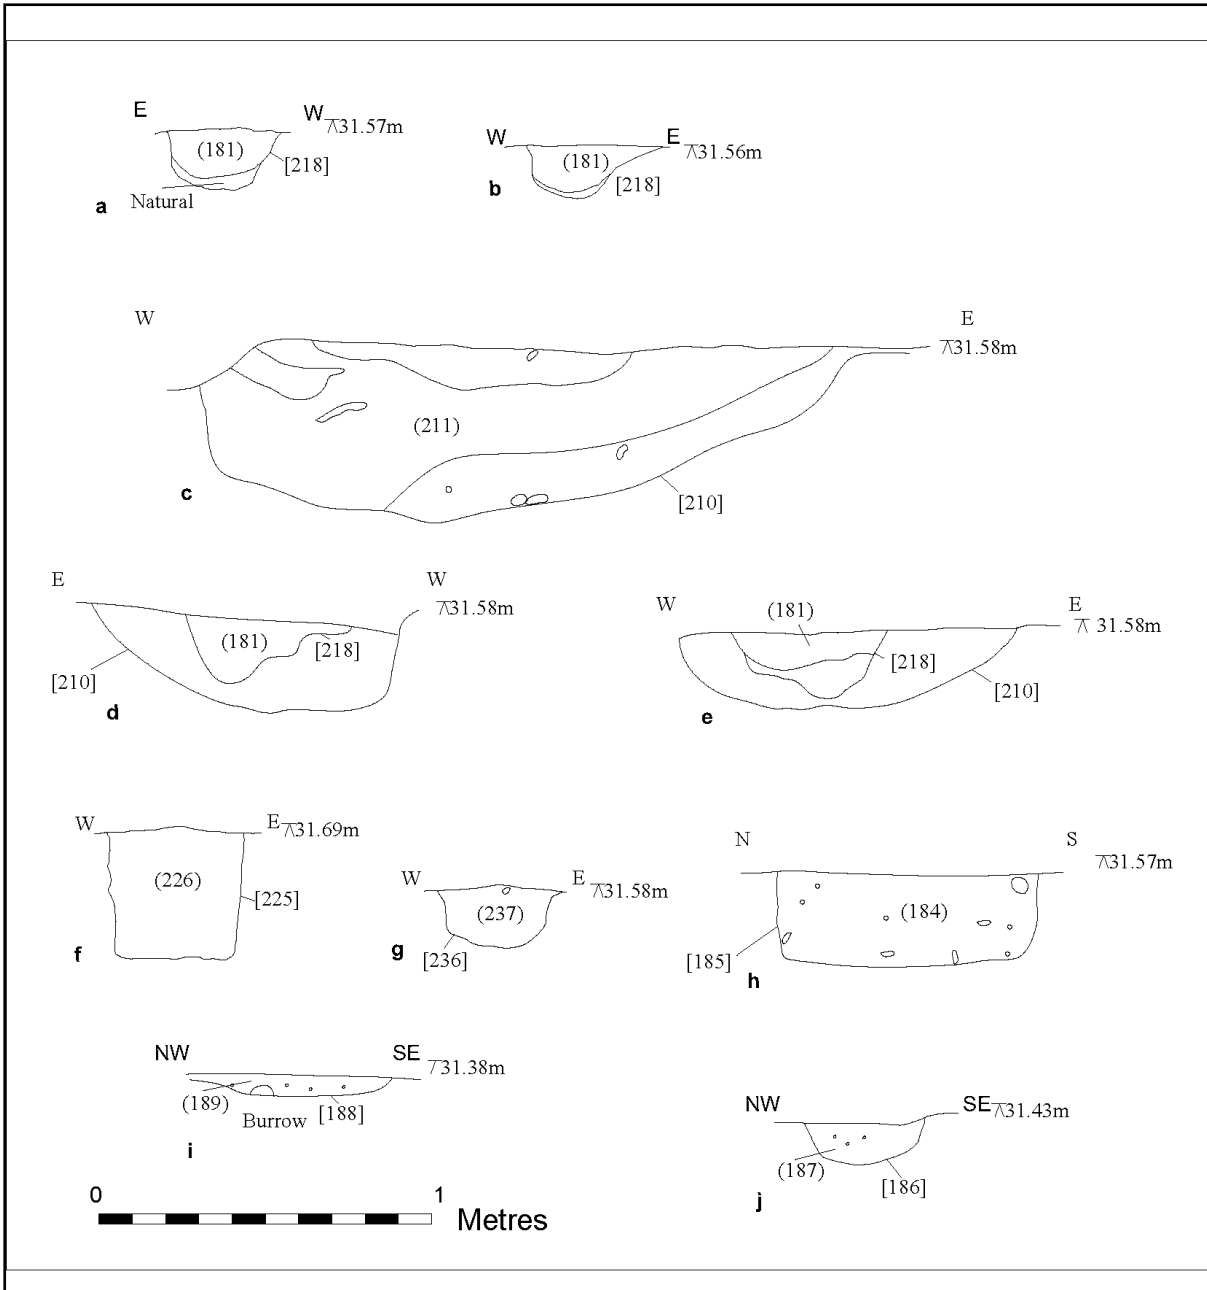 E W 31.57m
(181)
[218]
Natural
a
W E 31.56m
(181)
[218]
b
W E
31.58m
(211)
c
[210]
E W
31.58m
(181)
[218]
[210]
d
W (181) E
31.58m
[218]
[210]
e
W E 31.69m
(226)
[225]
f
W E 31.58m
(237)
[236]
g
N S
31.57m
(184)
[185]
h
NW SE 31.38m
(189) [188]
Burrow
i
NW SE 31.43m
(187)
[186]
j
0 1
Metres